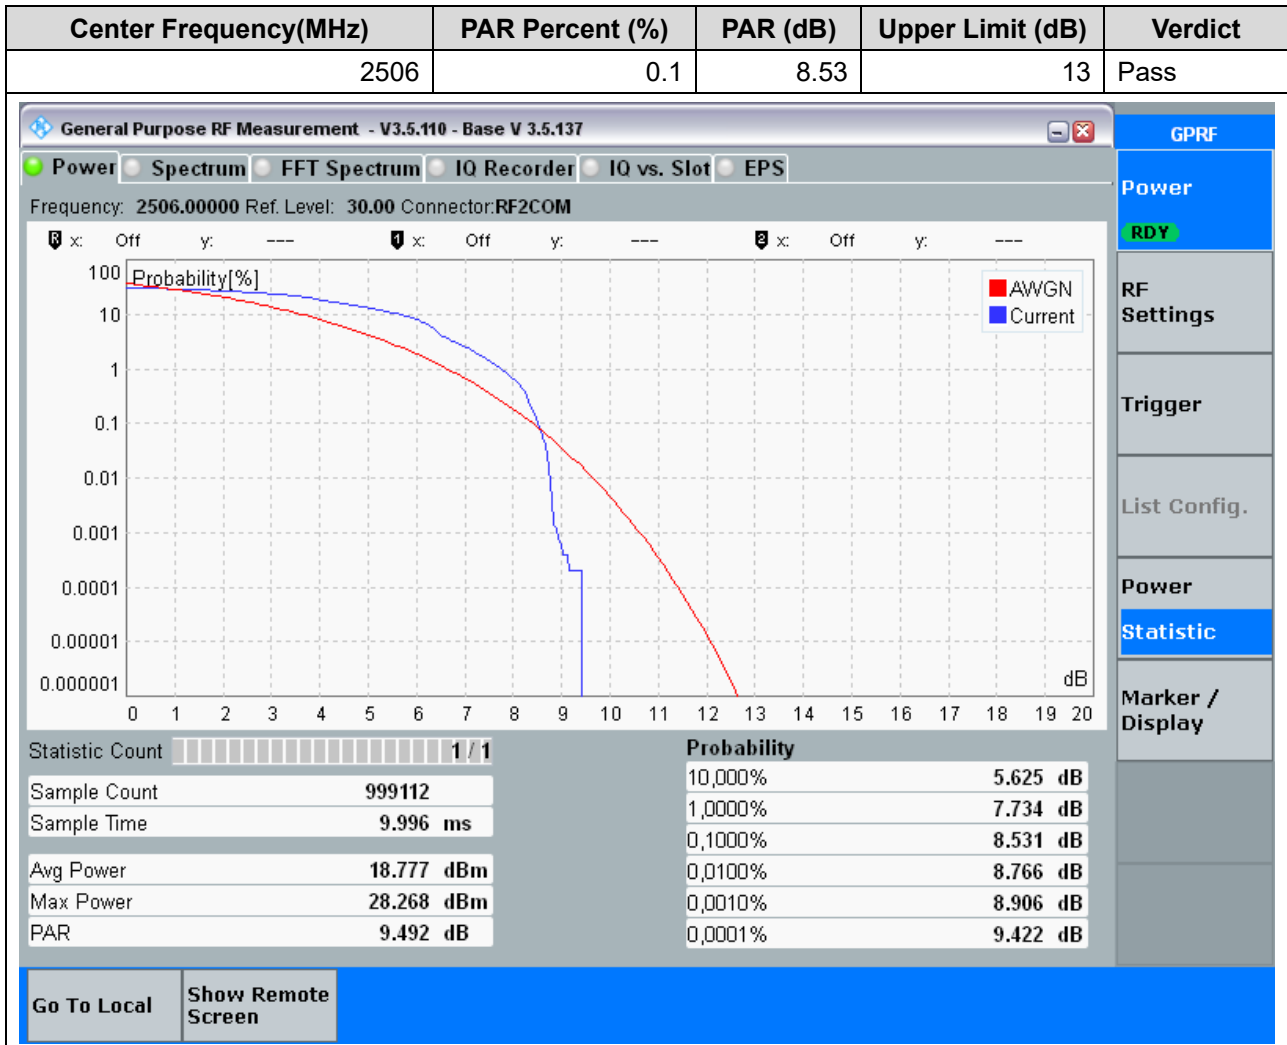 Center Frequency(MHz) PAR Percent (%) PAR (dB) Upper Limit (dB) Verdict
2506 0.1 8.53 13 Pass
General Purpose RF Measurement - V3.5.110 - Base V 3.5.137
GPRF
Power Spectrum FFT Spectrum IQ Recorder IQ vs. Slot EPS
Frequency: 2506.00000 Ref. Level: 30.00 Connector:RF2COM
R x: Off y: --- 1 x: Off y: --- 2 x: Off y: ---
Probability[%]
100
10
1
0.1
0.01
0.001
0.0001
0.00001
0.000001
AWGN
Current
dB
0 1 2 3 4 5 6 7 8 9 10 11 12 13 14 15 16 17 18 19 20
Statistic Count 1 / 1
Sample Count 999112
Sample Time 9.996 ms
Avg Power 18.777 dBm
Max Power 28.268 dBm
PAR 9.492 dB
Probability
10,000% 5.625 dB
1,0000% 7.734 dB
0,1000% 8.531 dB
0,0100% 8.766 dB
0,0010% 8.906 dB
0,0001% 9.422 dB
Power
RDY
RF
Settings
Trigger
List Config.
Power
Statistic
Marker /
Display
Go To Local
Show Remote
Screen